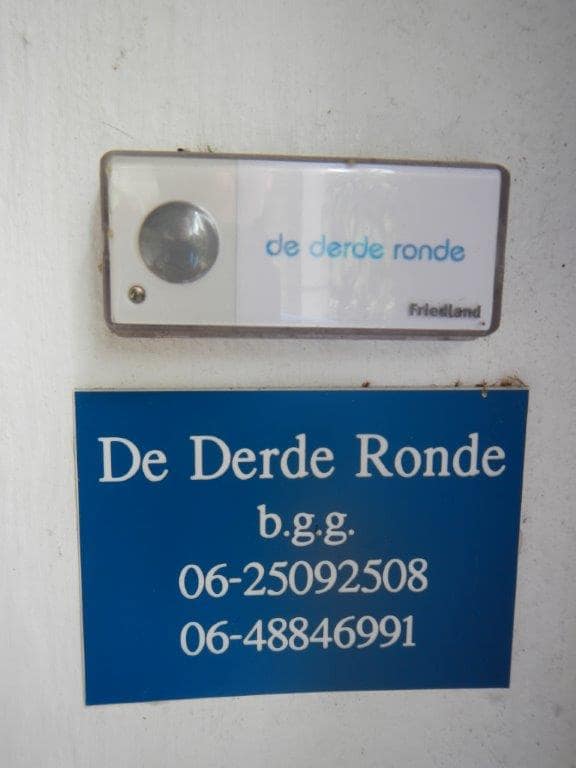 de derde ronde
Friedland
De Derde Ronde
b.g.g.
06-25092508
06-48846991